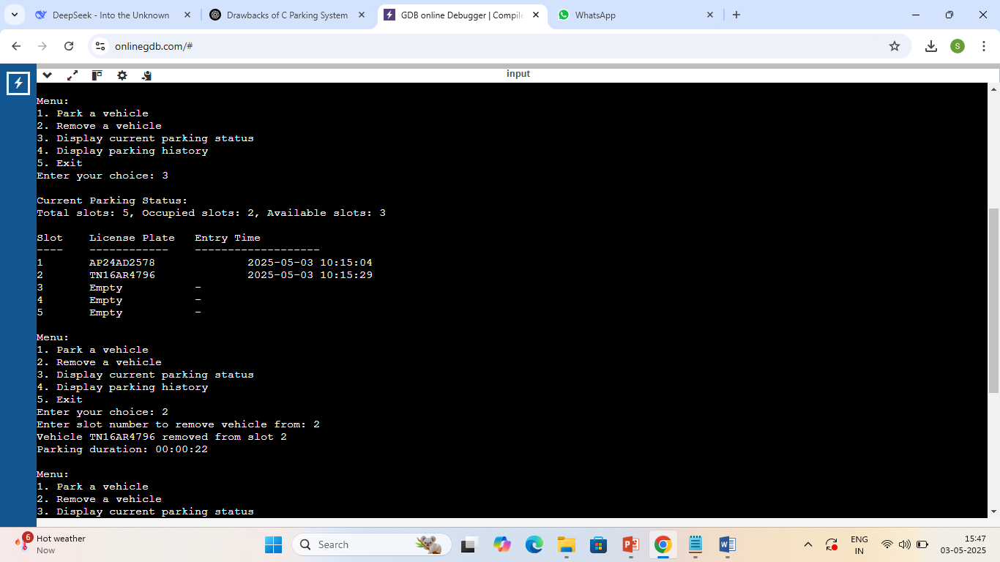 DeepSeek - Into the Unknown
Drawbacks of C Parking System
GDB online Debugger | Compile
WhatsApp
onlinegdb.com/#
S
input
Menu:
1. Park a vehicle
2. Remove a vehicle
3. Display current parking status
4. Display parking history
5. Exit
Enter your choice: 3
Current Parking Status:
Total slots: 5, Occupied slots: 2, Available slots: 3
Slot License Plate Entry Time
---- ------------ -------------------
1 AP24AD2578 2025-05-03 10:15:04
2 TN16AR4796 2025-05-03 10:15:29
3 Empty -
4 Empty -
5 Empty -
Menu:
1. Park a vehicle
2. Remove a vehicle
3. Display current parking status
4. Display parking history
5. Exit
Enter your choice: 2
Enter slot number to remove vehicle from: 2
Vehicle TN16AR4796 removed from slot 2
Parking duration: 00:00:22
Menu:
1. Park a vehicle
2. Remove a vehicle
3. Display current parking status
6
Hot weather
Now
Search
ENG
IN
15:47
03-05-2025